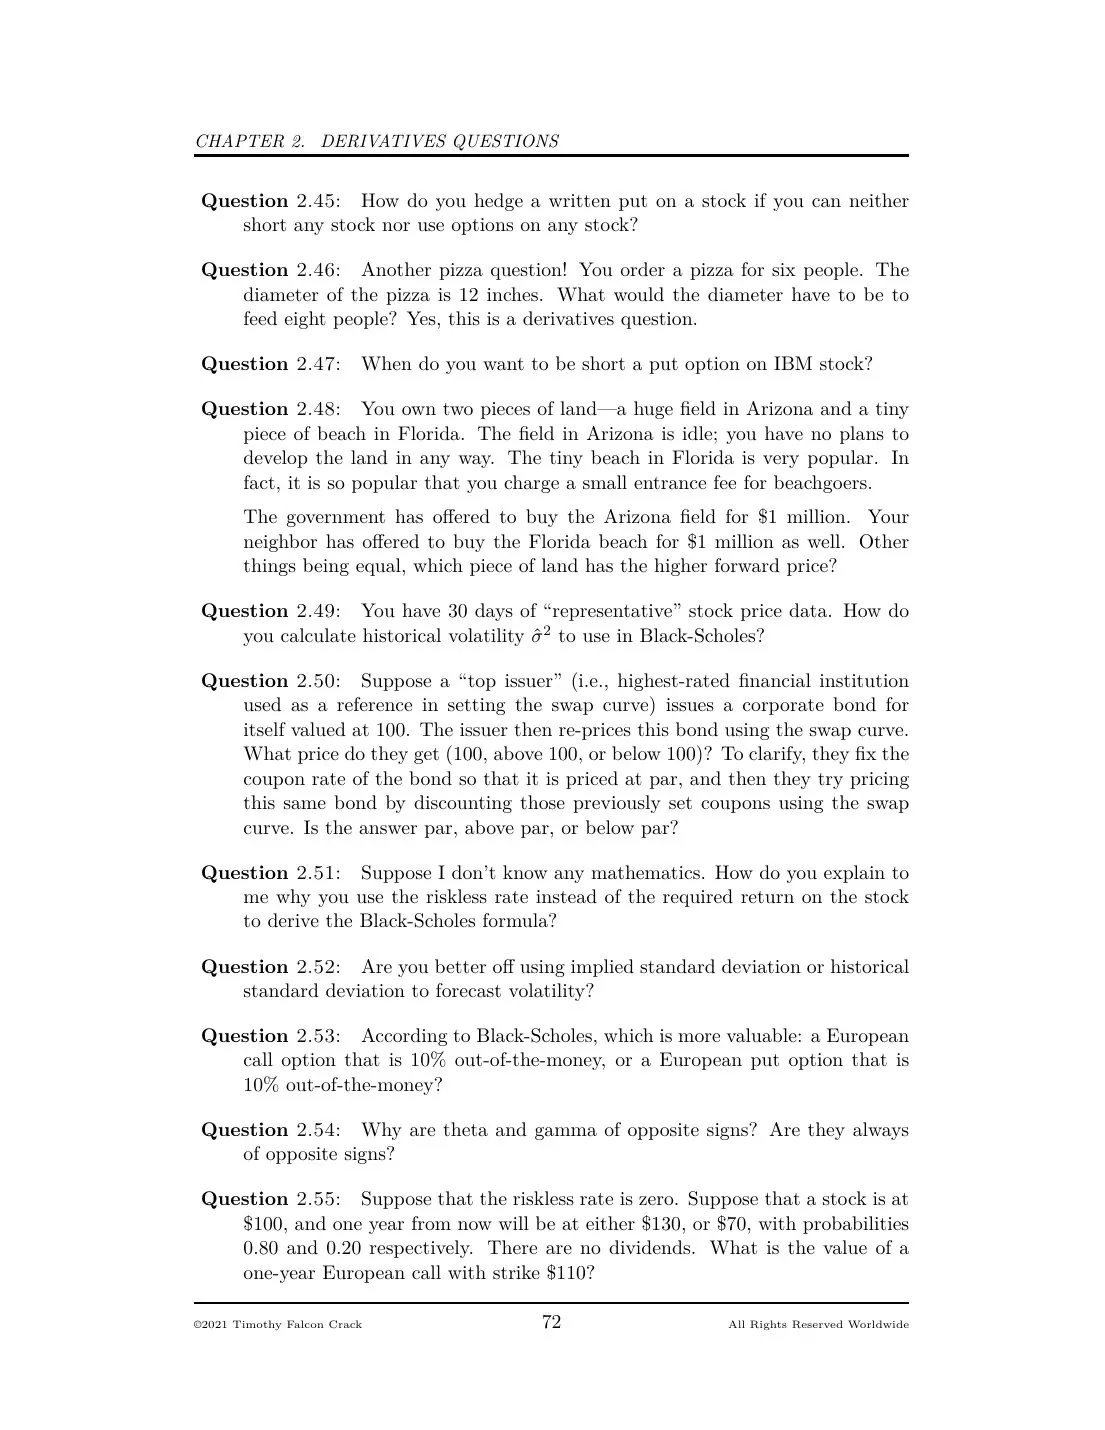 CHAPTER 2. DERIVATIVES QUESTIONS
Question 2.45: How do you hedge a written put on a stock if you can neither
short any stock nor use options on any stock?
Question 2.46: Another pizza question! You order a pizza for six people. The
diameter of the pizza is 12 inches. What would the diameter have to be to
feed eight people? Yes, this is a derivatives question.
Question 2.47: When do you want to be short a put option on IBM stock?
Question 2.48: You own two pieces of land—a huge field in Arizona and a tiny
piece of beach in Florida. The field in Arizona is idle; you have no plans to
develop the land in any way. The tiny beach in Florida is very popular. In
fact, it is so popular that you charge a small entrance fee for beachgoers.
The government has offered to buy the Arizona field for $1 million. Your
neighbor has offered to buy the Florida beach for $1 million as well. Other
things being equal, which piece of land has the higher forward price?
Question 2.49: You have 30 days of “representative” stock price data. How do
you calculate historical volatility σ̂² to use in Black-Scholes?
Question 2.50: Suppose a “top issuer” (i.e., highest-rated financial institution
used as a reference in setting the swap curve) issues a corporate bond for
itself valued at 100. The issuer then re-prices this bond using the swap curve.
What price do they get (100, above 100, or below 100)? To clarify, they fix the
coupon rate of the bond so that it is priced at par, and then they try pricing
this same bond by discounting those previously set coupons using the swap
curve. Is the answer par, above par, or below par?
Question 2.51: Suppose I don’t know any mathematics. How do you explain to
me why you use the riskless rate instead of the required return on the stock
to derive the Black-Scholes formula?
Question 2.52: Are you better off using implied standard deviation or historical
standard deviation to forecast volatility?
Question 2.53: According to Black-Scholes, which is more valuable: a European
call option that is 10% out-of-the-money, or a European put option that is
10% out-of-the-money?
Question 2.54: Why are theta and gamma of opposite signs? Are they always
of opposite signs?
Question 2.55: Suppose that the riskless rate is zero. Suppose that a stock is at
$100, and one year from now will be at either $130, or $70, with probabilities
0.80 and 0.20 respectively. There are no dividends. What is the value of a
one-year European call with strike $110?
©2021 Timothy Falcon Crack 72 All Rights Reserved Worldwide